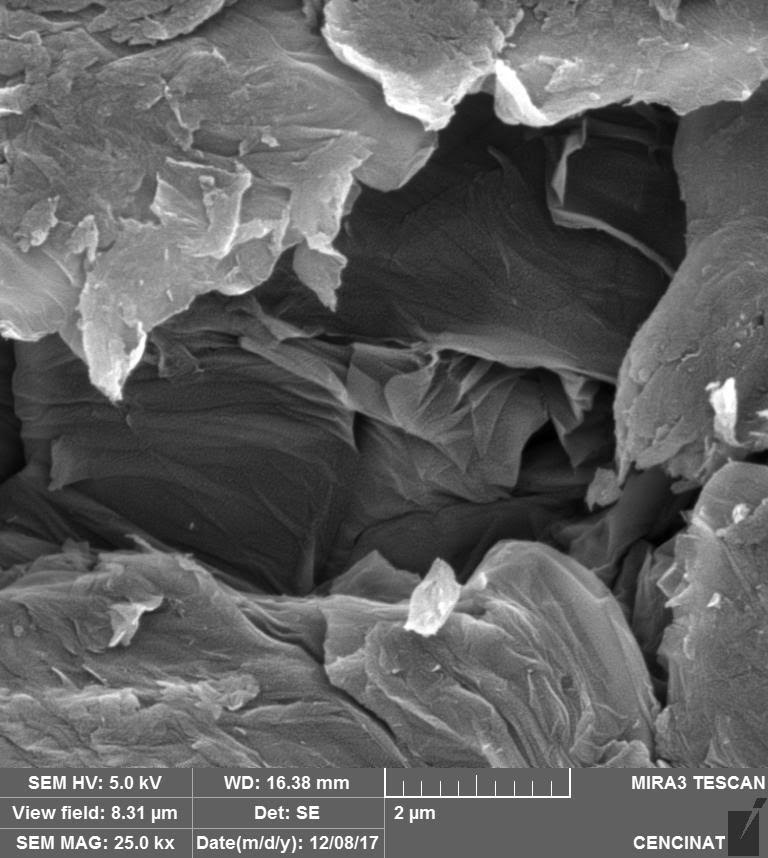 SEM HV: 5.0 kV WD: 16.38 mm MIRA3 TESCAN
View field: 8.31 µm Det: SE 2 µm
SEM MAG: 25.0 kx Date(m/d/y): 12/08/17 CENCINAT